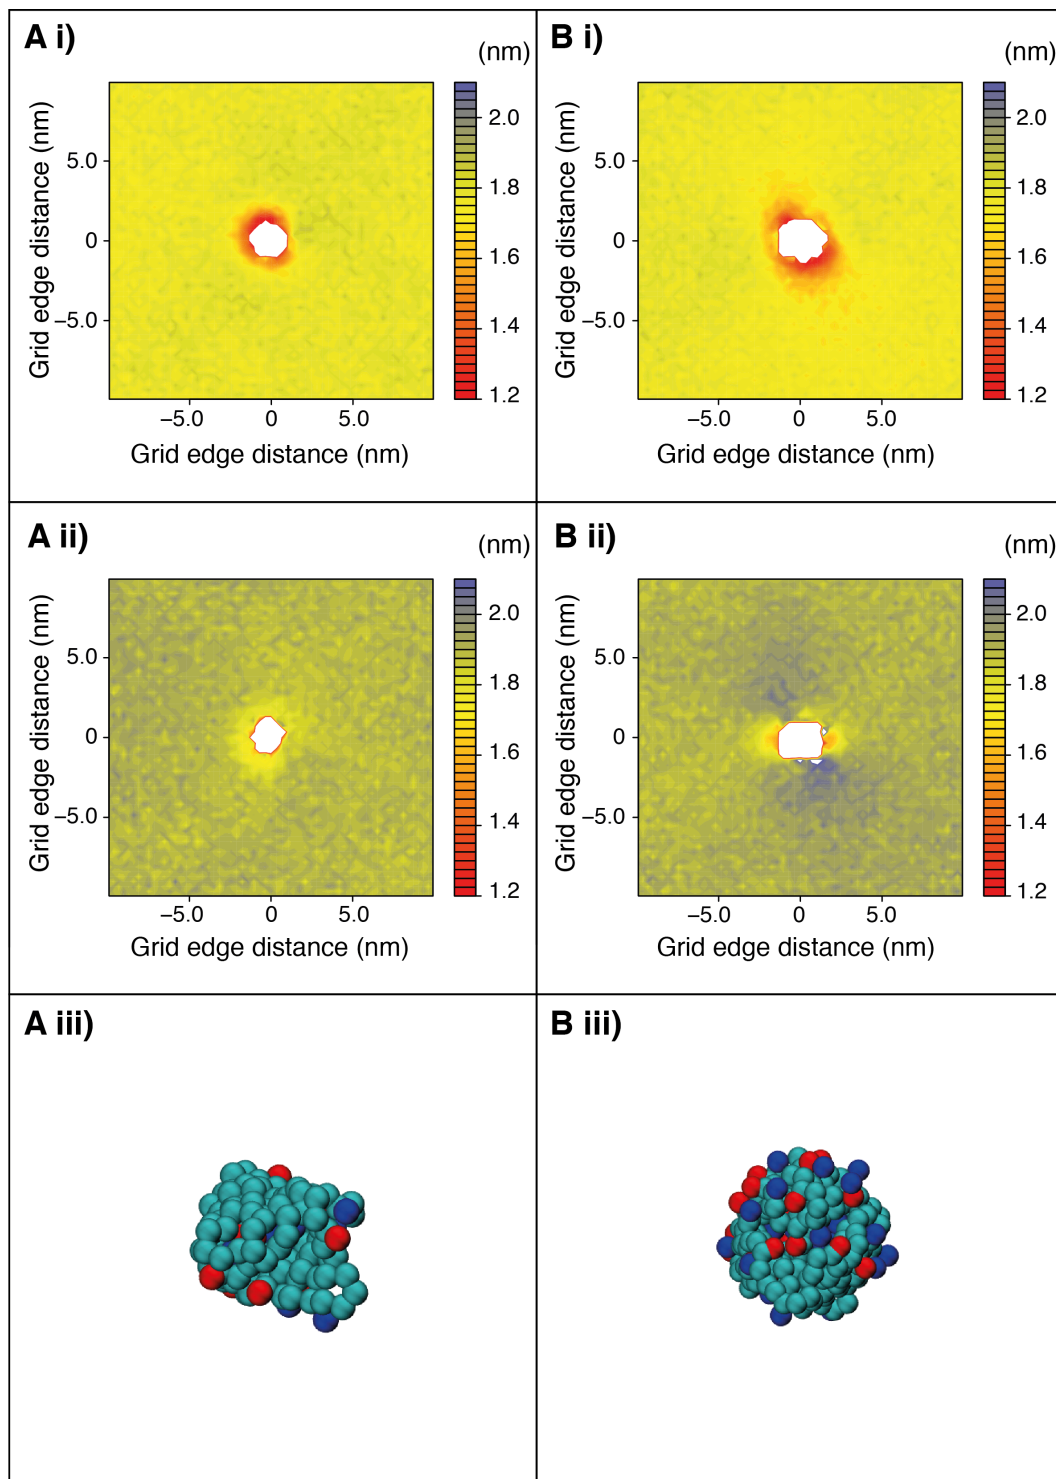 A i)
(nm)
Grid edge distance (nm)
5.0
0
−5.0
2.0
1.8
1.6
1.4
1.2
−5.0 0 5.0
Grid edge distance (nm)
B i)
(nm)
Grid edge distance (nm)
5.0
0
−5.0
2.0
1.8
1.6
1.4
1.2
−5.0 0 5.0
Grid edge distance (nm)
A ii)
(nm)
Grid edge distance (nm)
5.0
0
−5.0
2.0
1.8
1.6
1.4
1.2
−5.0 0 5.0
Grid edge distance (nm)
B ii)
(nm)
Grid edge distance (nm)
5.0
0
−5.0
2.0
1.8
1.6
1.4
1.2
−5.0 0 5.0
Grid edge distance (nm)
A iii)
B iii)